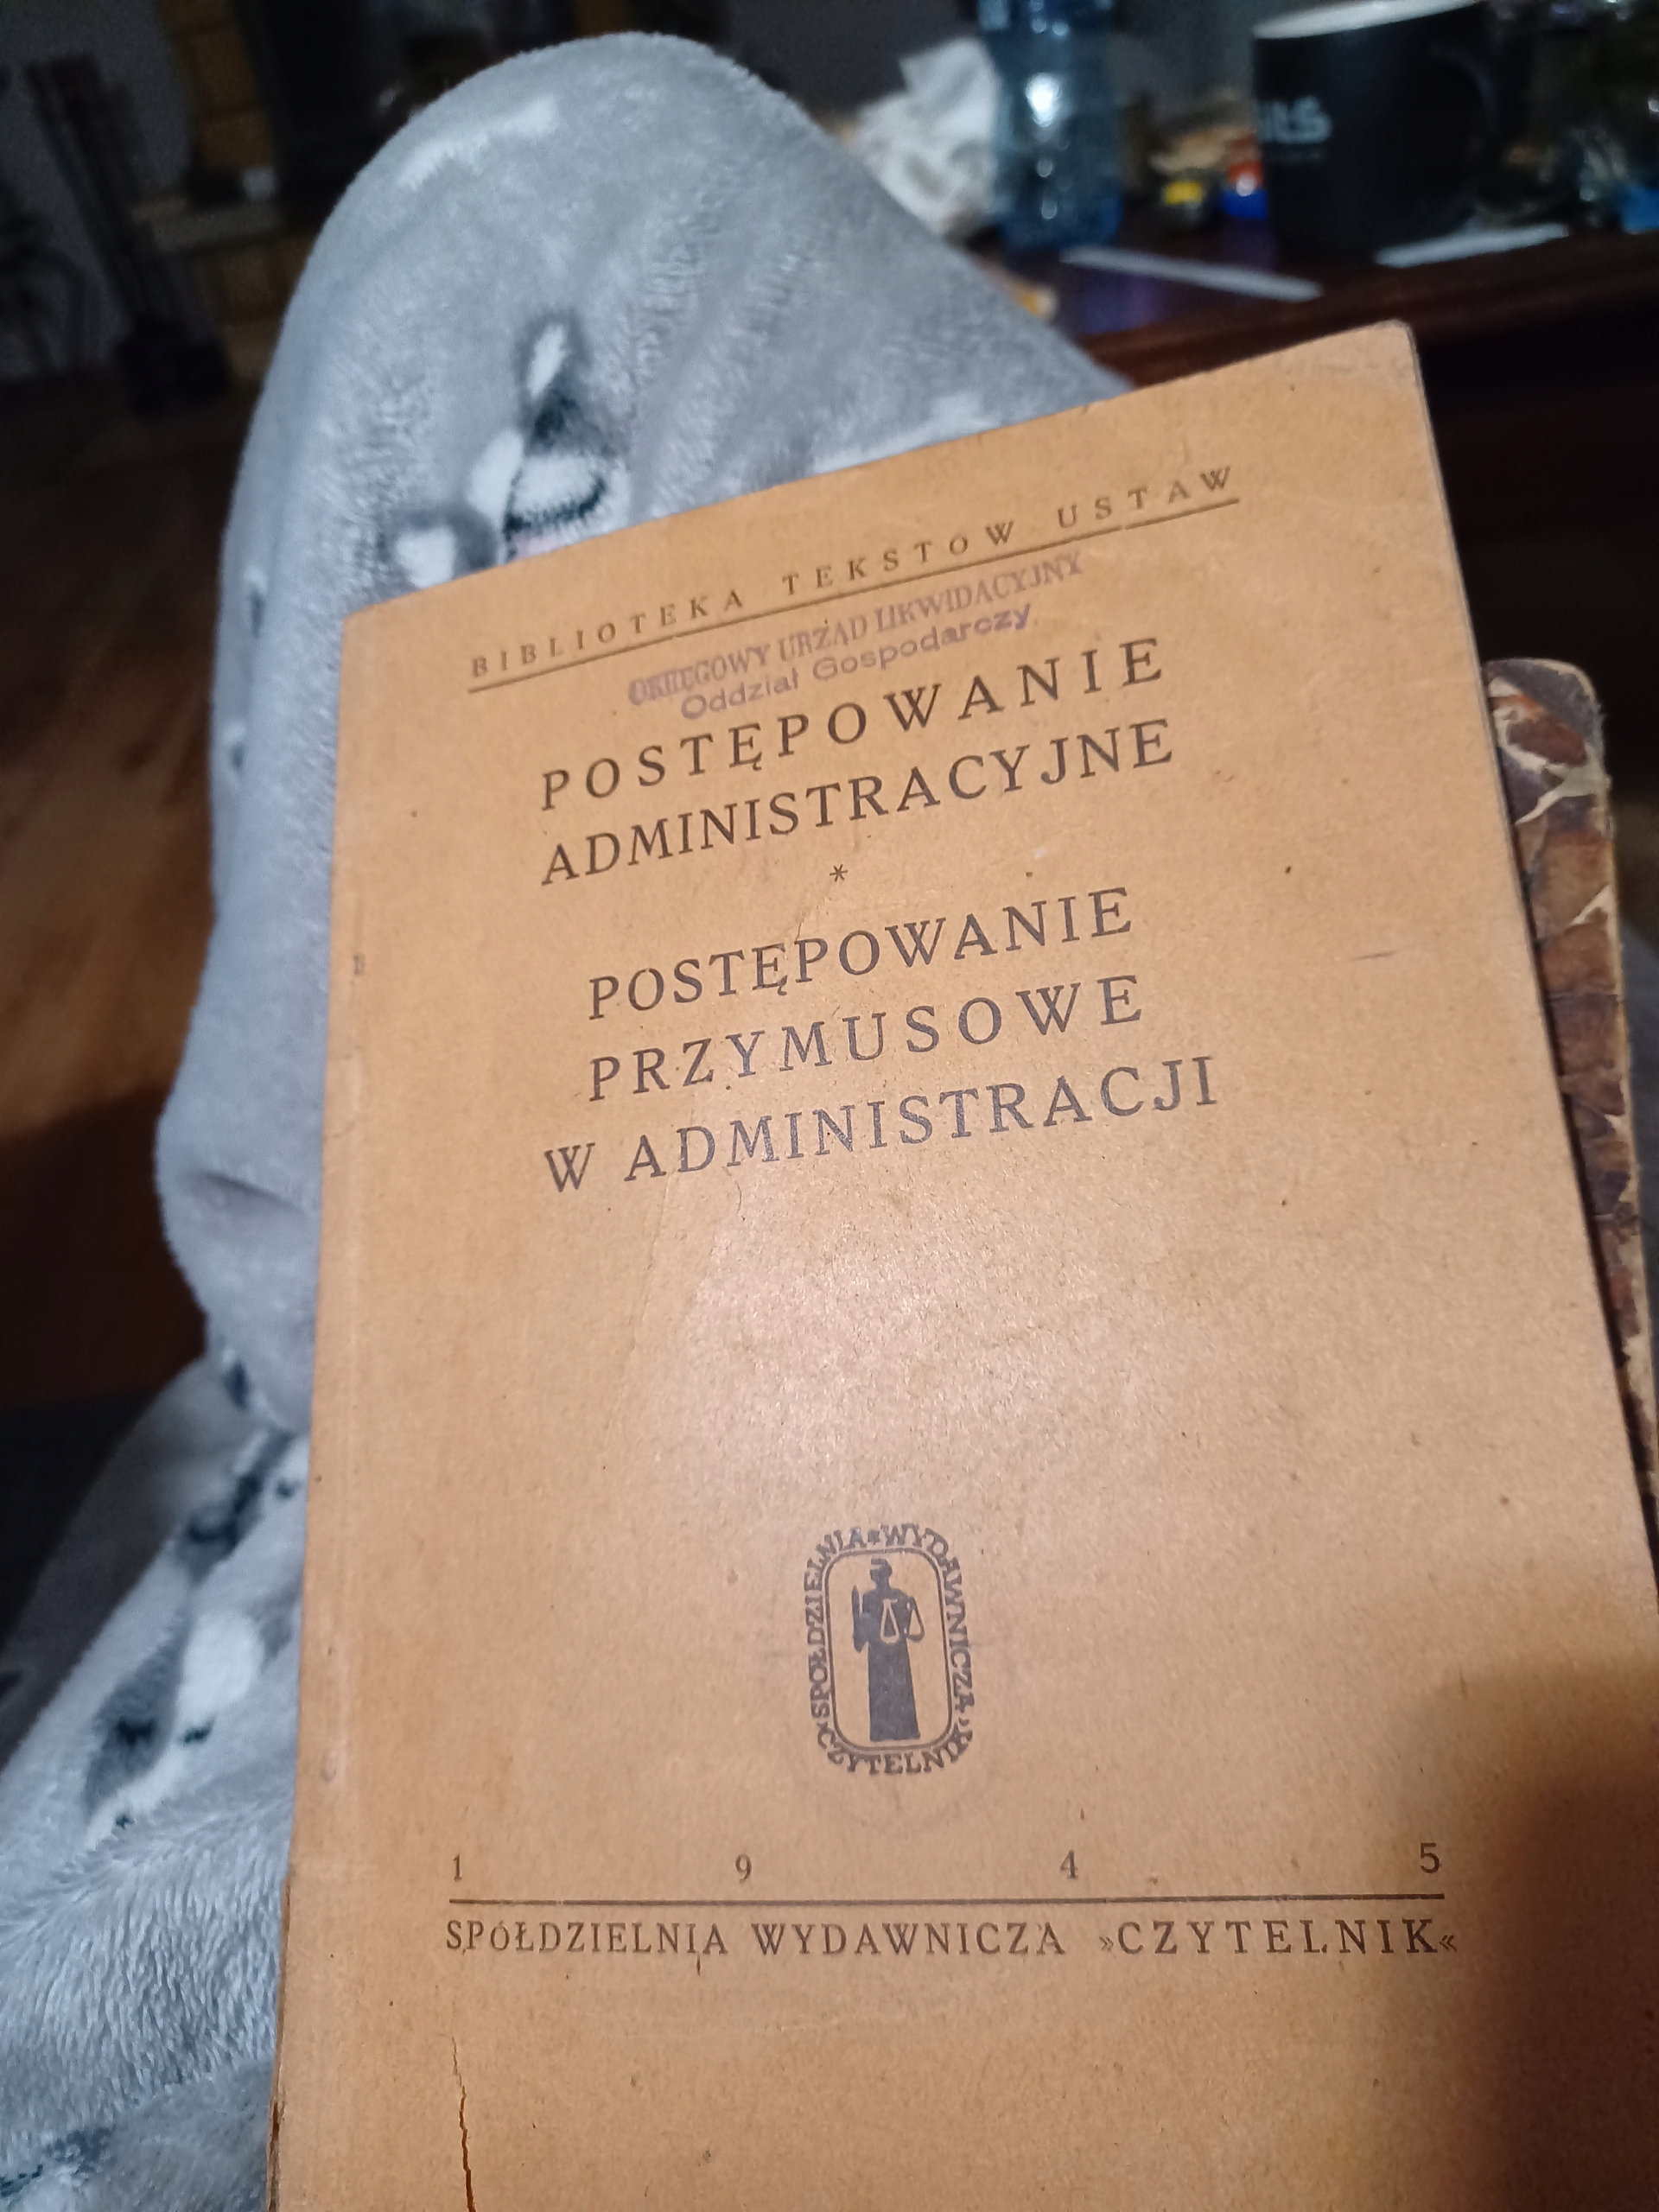 BIBLIOTEKA TEKSTÓW USTAW
OKRĘGOWY URZĄD LIKWIDACYJNY
Oddział Gospodarczy
POSTĘPOWANIE
ADMINISTRACYJNE
*
POSTĘPOWANIE
PRZYMUSOWE
W ADMINISTRACJI
SPÓŁDZIELNIA * WYDAWNICZA
»CZYTELNIK«
1 9 4 5
SPÓŁDZIELNIA WYDAWNICZA »CZYTELNIK«